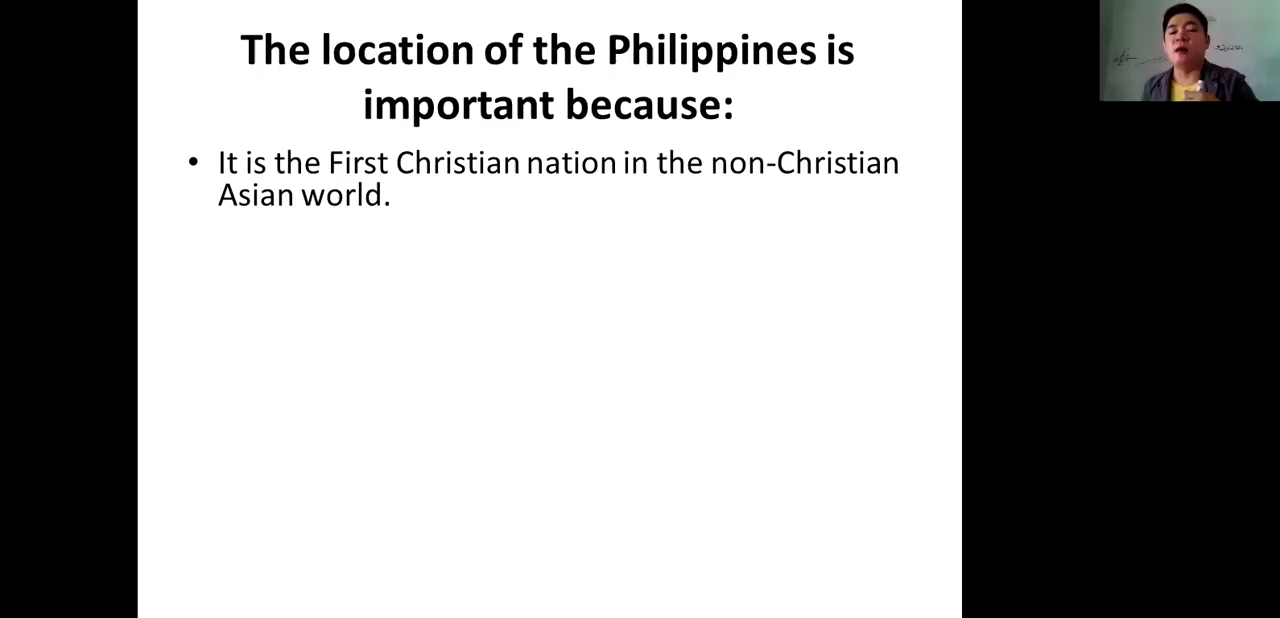 The location of the Philippines is
important because:
• It is the First Christian nation in the non-Christian
Asian world.